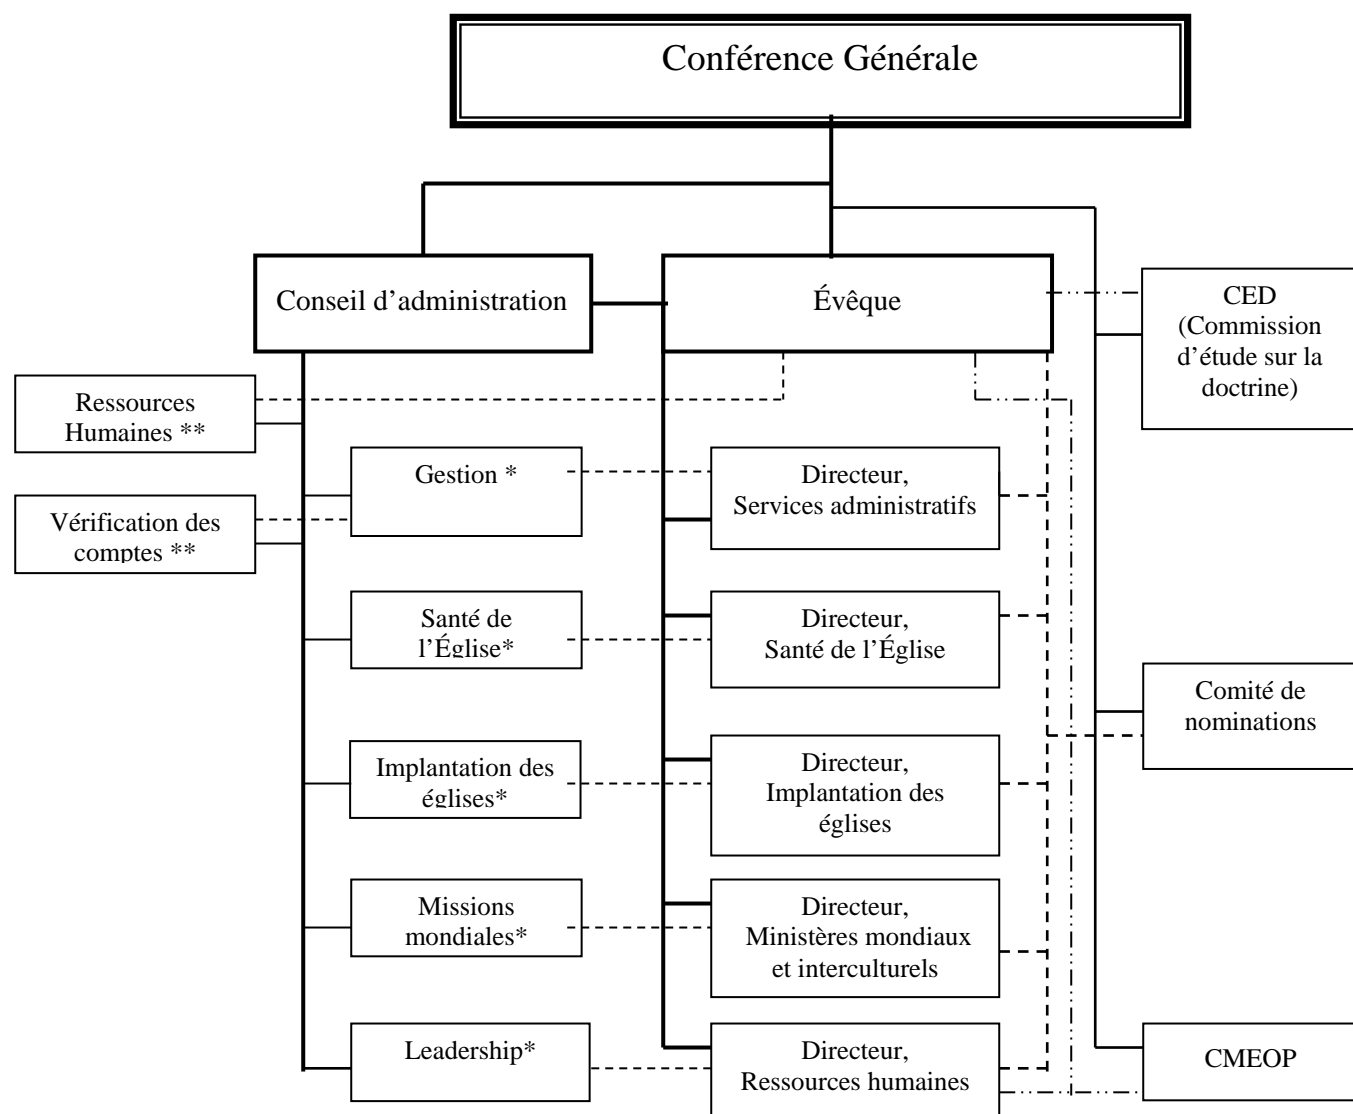 Conférence Générale
Conseil d’administration
Évêque
CED
(Commission
d’étude sur la
doctrine)
Ressources
Humaines **
Gestion *
Directeur,
Services administratifs
Vérification des
comptes **
Santé de
l’Église*
Directeur,
Santé de l’Église
Comité de
nominations
Implantation des
églises*
Directeur,
Implantation des
églises
Missions
mondiales*
Directeur,
Ministères mondiaux
et interculturels
Leadership*
Directeur,
Ressources humaines
CMEOP